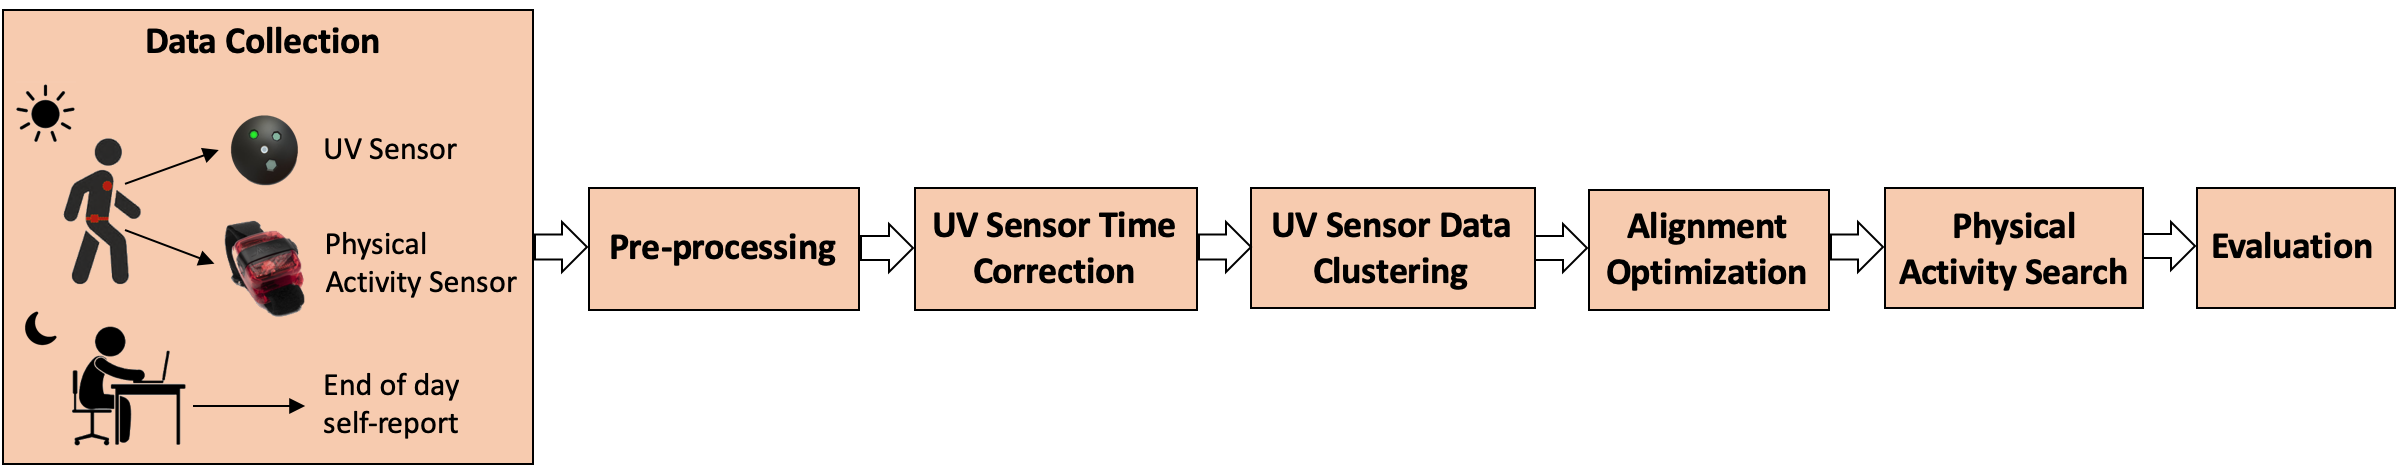 Data Collection
UV Sensor
Physical
Activity Sensor
End of day
self-report
Pre-processing
UV Sensor Time
Correction
UV Sensor Data
Clustering
Alignment
Optimization
Physical
Activity Search
Evaluation